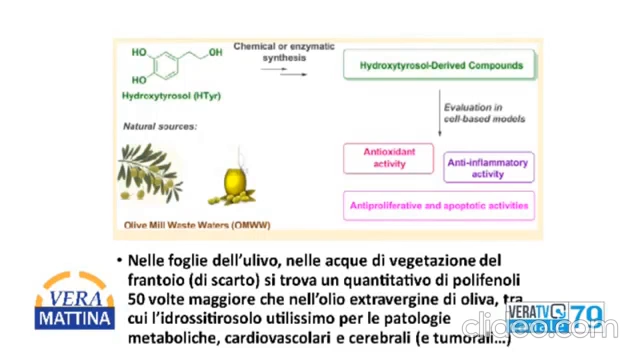 HO
OH
HO
Hydroxytyrosol (HTyr)
Chemical or enzymatic
synthesis
Hydroxytyrosol-Derived Compounds
Evaluation in
cell-based models
Natural sources:
Antioxidant
activity
Anti-inflammatory
activity
Antiproliferative and apoptotic activities
Olive Mill Waste Waters (OMWW)
• Nelle foglie dell'ulivo, nelle acque di vegetazione del
frantoio (di scarto) si trova un quantitativo di polifenoli
50 volte maggiore che nell'olio extravergine di oliva, tra
cui l'idrossitirosolo utilissimo per le patologie
metaboliche, cardiovascolari e cerebrali (e tumorali...)
VERA
MATTINA
VERATV
79
clideo.com